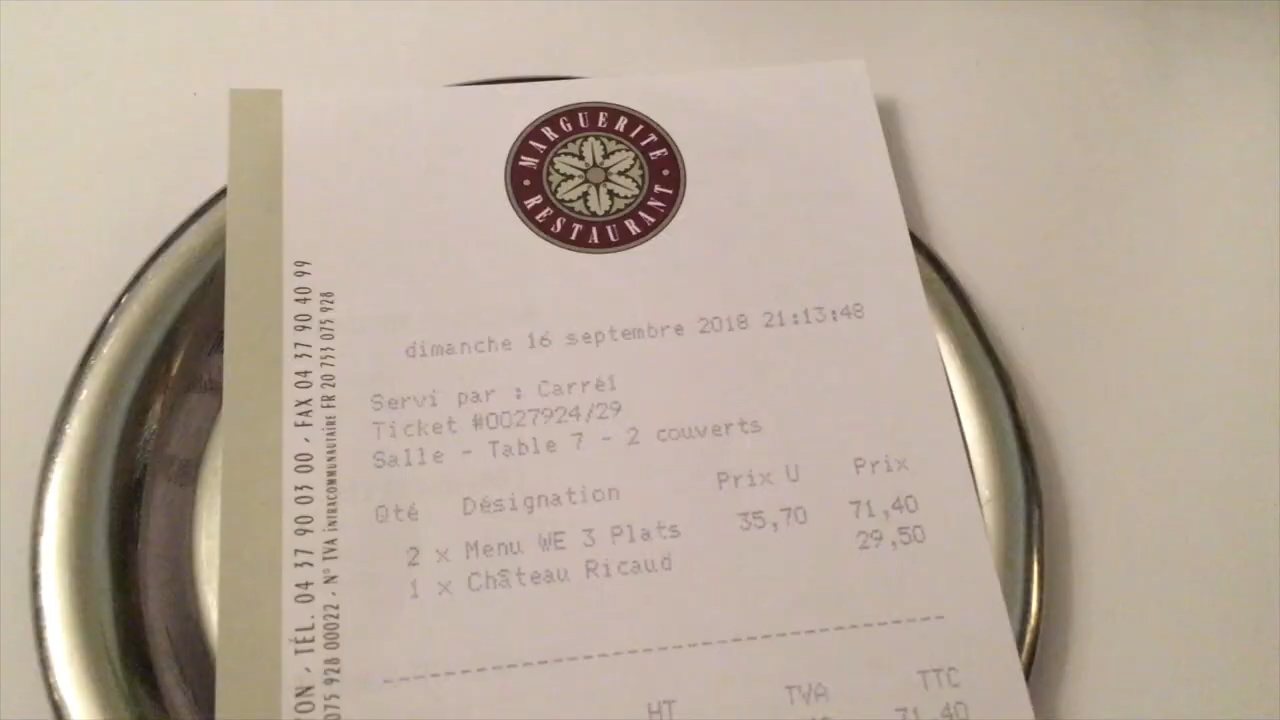 MARGUERITE
RESTAURANT
dimanche 16 septembre 2018 21:13:48
Servi par : Carré1
Ticket #0027924/29
Salle - Table 7 - 2 couverts
Qté Désignation Prix U Prix
2 x Menu WE 3 Plats 35,70 71,40
1 x Château Ricaud 29,50
HT TVA TTC
71,40
TÉL. 04 37 90 03 00 - FAX 04 37 90 40 99
075 928 00022 - N° TVA intracommunautaire FR 20 753 075 928